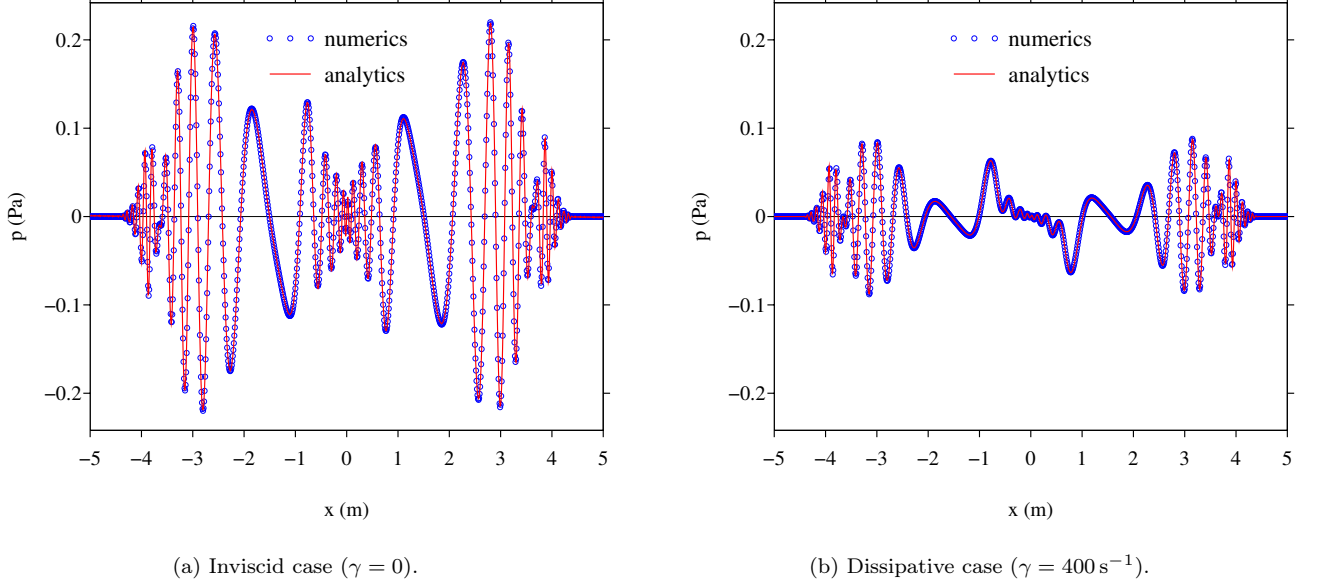 0.2
0.1
0
−0.1
−0.2
p (Pa)
numerics
analytics
−5 −4 −3 −2 −1 0 1 2 3 4 5
x (m)
(a) Inviscid case (γ = 0).
0.2
0.1
0
−0.1
−0.2
p (Pa)
numerics
analytics
−5 −4 −3 −2 −1 0 1 2 3 4 5
x (m)
(b) Dissipative case (γ = 400 s⁻¹).